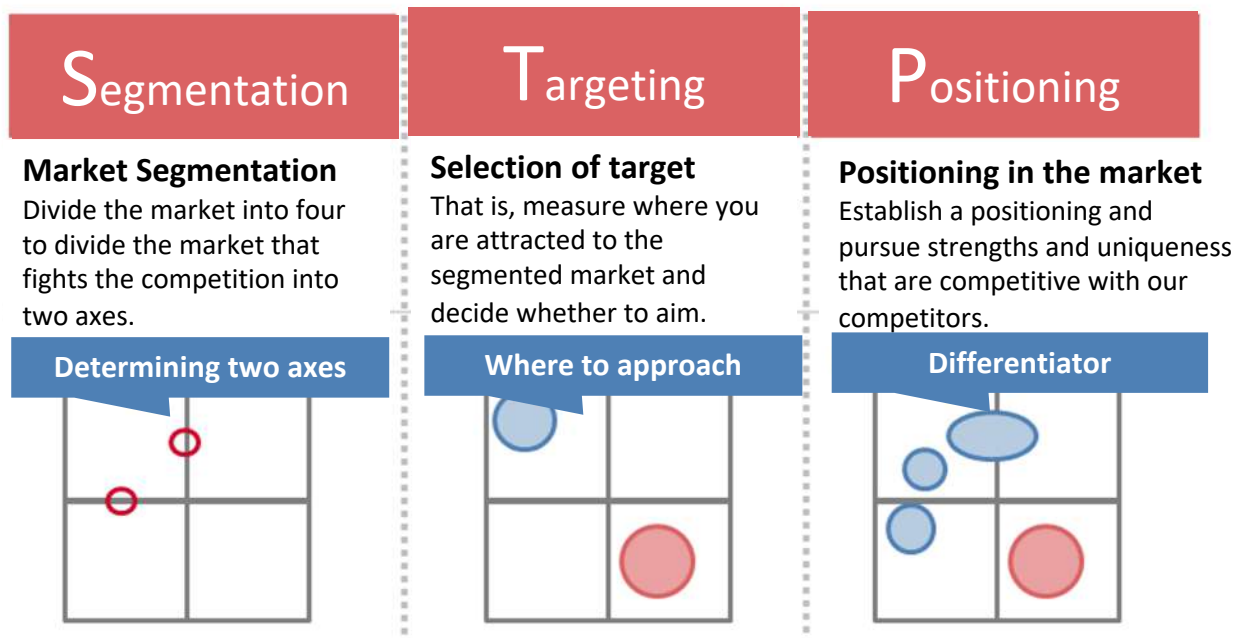 Segmentation
Market Segmentation
Divide the market into four
to divide the market that
fights the competition into
two axes.
Determining two axes
Targeting
Selection of target
That is, measure where you
are attracted to the
segmented market and
decide whether to aim.
Where to approach
Positioning
Positioning in the market
Establish a positioning and
pursue strengths and uniqueness
that are competitive with our
competitors.
Differentiator